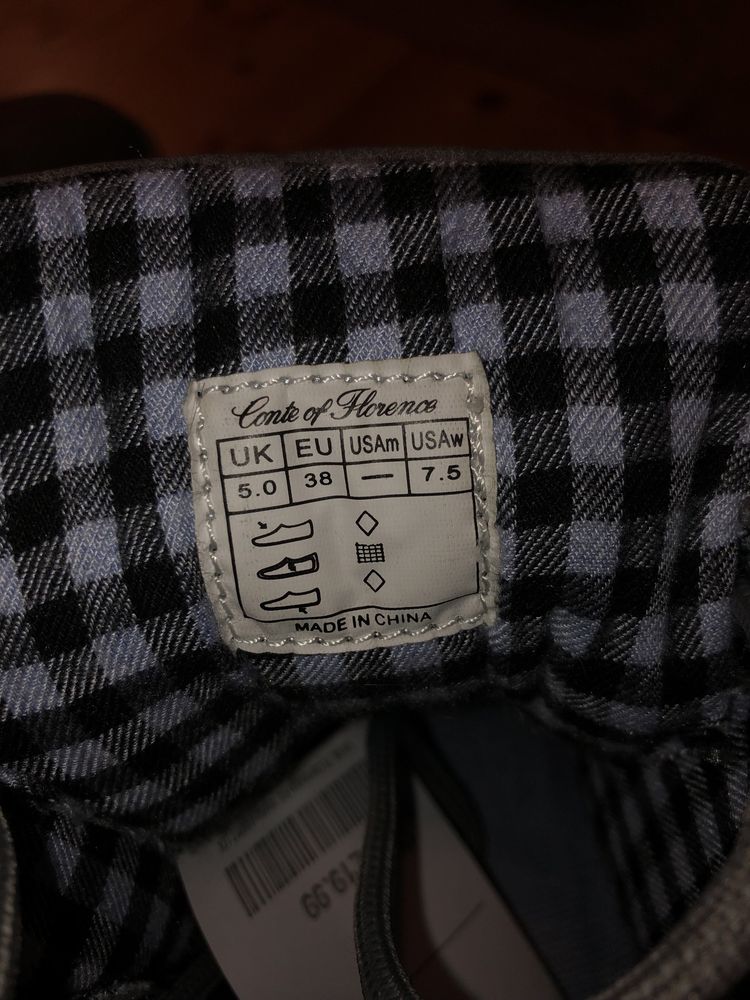 Conte of Florence
UK EU USAm USAw
5.0 38 — 7.5
MADE IN CHINA
19.99